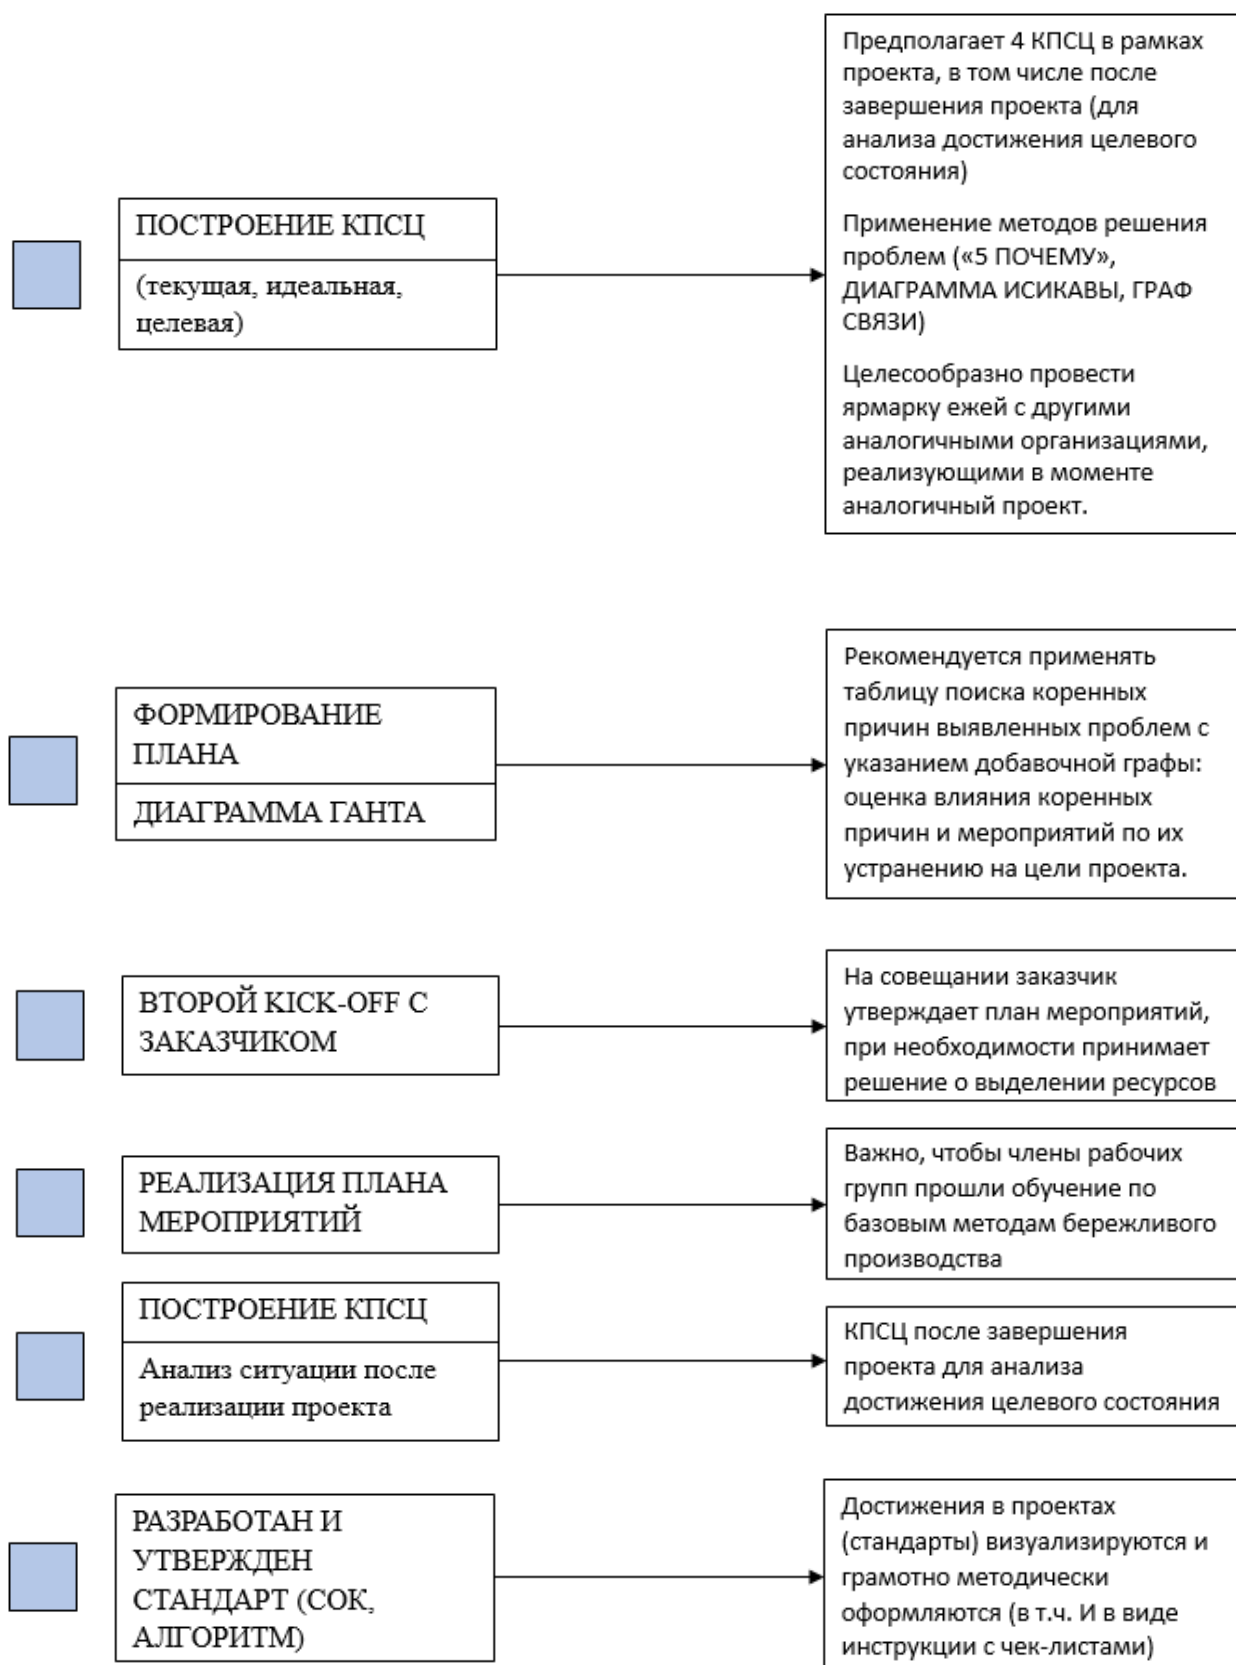 ПОСТРОЕНИЕ КПСЦ
(текущая, идеальная,
целевая)
Предполагает 4 КПСЦ в рамках
проекта, в том числе после
завершения проекта (для
анализа достижения целевого
состояния)
Применение методов решения
проблем («5 ПОЧЕМУ»,
ДИАГРАММА ИСИКАВЫ, ГРАФ
СВЯЗИ)
Целесообразно провести
ярмарку ежей с другими
аналогичными организациями,
реализующими в моменте
аналогичный проект.
ФОРМИРОВАНИЕ
ПЛАНА
ДИАГРАММА ГАНТА
Рекомендуется применять
таблицу поиска коренных
причин выявленных проблем с
указанием добавочной графы:
оценка влияния коренных
причин и мероприятий по их
устранению на цели проекта.
ВТОРОЙ KICK-OFF С
ЗАКАЗЧИКОМ
На совещании заказчик
утверждает план мероприятий,
при необходимости принимает
решение о выделении ресурсов
РЕАЛИЗАЦИЯ ПЛАНА
МЕРОПРИЯТИЙ
Важно, чтобы члены рабочих
групп прошли обучение по
базовым методам бережливого
производства
ПОСТРОЕНИЕ КПСЦ
Анализ ситуации после
реализации проекта
КПСЦ после завершения
проекта для анализа
достижения целевого состояния
РАЗРАБОТАН И
УТВЕРЖДЕН
СТАНДАРТ (СОК,
АЛГОРИТМ)
Достижения в проектах
(стандарты) визуализируются и
грамотно методически
оформляются (в т.ч. И в виде
инструкции с чек-листами)